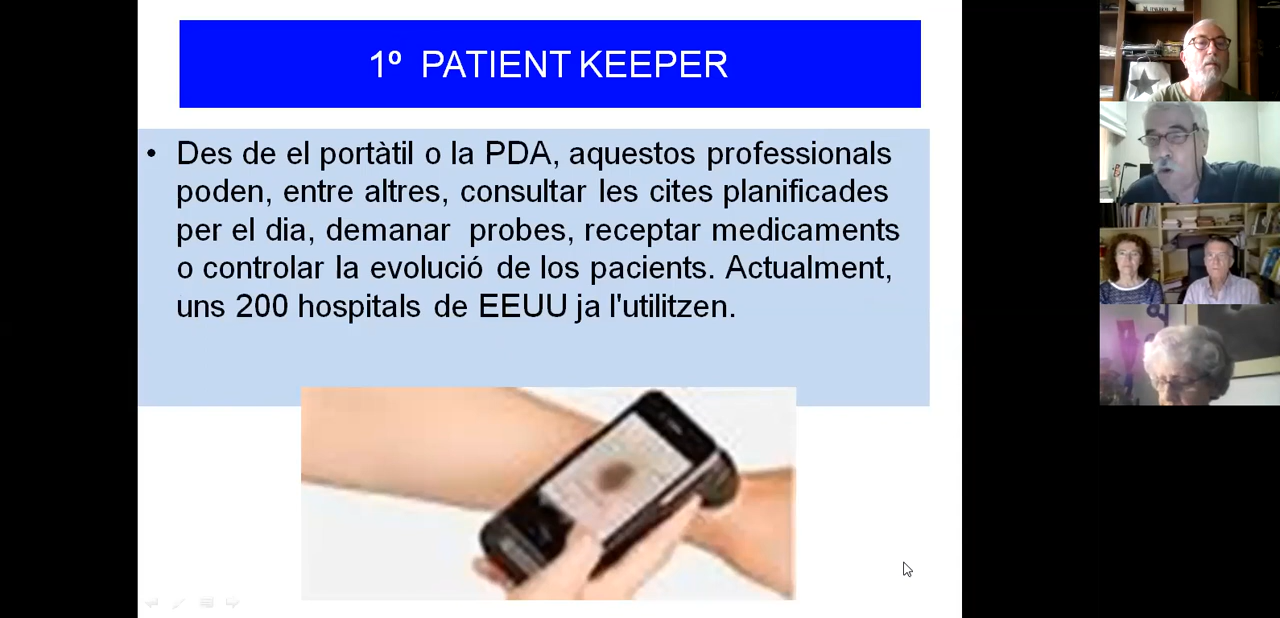 1º PATIENT KEEPER
• Des de el portàtil o la PDA, aquestos professionals
poden, entre altres, consultar les cites planificades
per el dia, demanar probes, receptar medicaments
o controlar la evolució de los pacients. Actualment,
uns 200 hospitals de EEUU ja l'utilitzen.